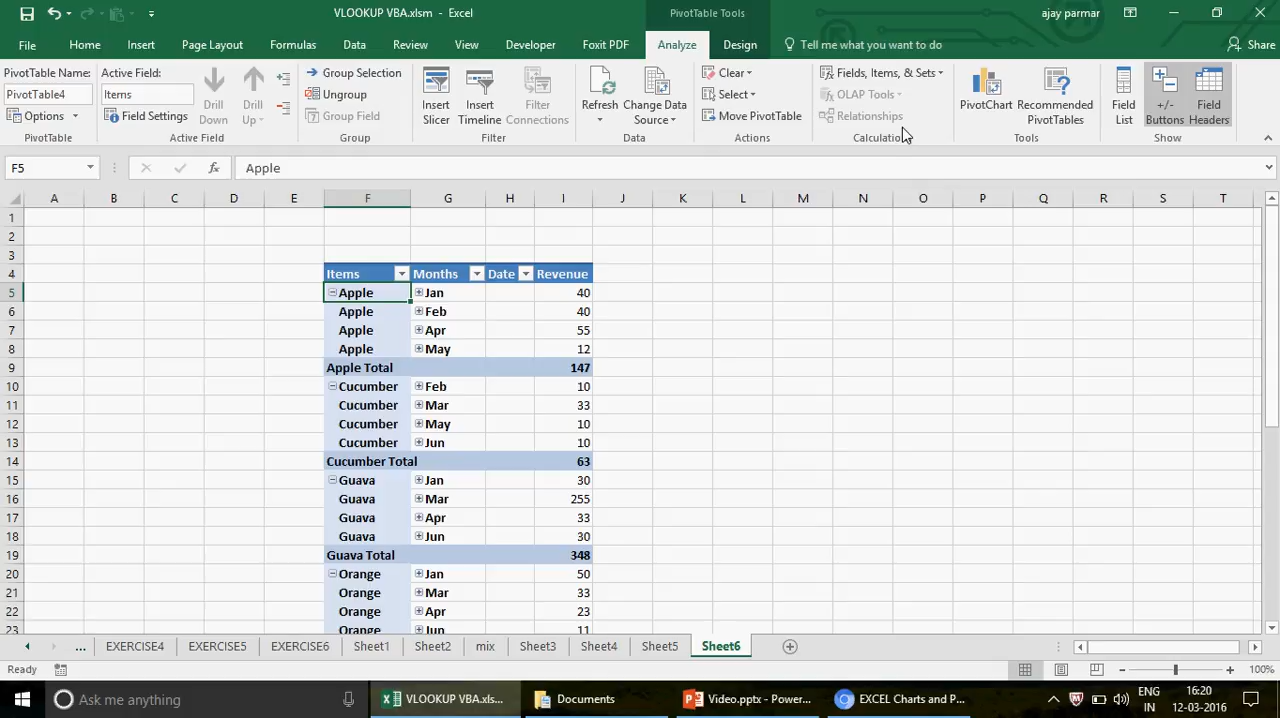 VLOOKUP VBA.xlsm - Excel
PivotTable Tools
ajay parmar
File
Home
Insert
Page Layout
Formulas
Data
Review
View
Developer
Foxit PDF
Analyze
Design
Tell me what you want to do
Share
PivotTable Name:
PivotTable4
Options
PivotTable
Active Field:
Items
Field Settings
Drill Down
Drill Up
Active Field
Group Selection
Ungroup
Group Field
Group
Insert Slicer
Insert Timeline
Filter Connections
Filter
Refresh
Change Data Source
Data
Clear
Select
Move PivotTable
Actions
Fields, Items, & Sets
OLAP Tools
Relationships
PivotChart
Recommended PivotTables
Tools
Field List
+/- Buttons
Field Headers
Show
F5
fx
Apple
A B C D E F G H I J K L M N O P Q R S T
1
2
3
4 Items Months Date Revenue
5 Apple Jan 40
6 Apple Feb 40
7 Apple Apr 55
8 Apple May 12
9 Apple Total 147
10 Cucumber Feb 10
11 Cucumber Mar 33
12 Cucumber May 10
13 Cucumber Jun 10
14 Cucumber Total 63
15 Guava Jan 30
16 Guava Mar 255
17 Guava Apr 33
18 Guava Jun 30
19 Guava Total 348
20 Orange Jan 50
21 Orange Mar 33
22 Orange Apr 23
23 Orange Jun 11
... EXERCISE4 EXERCISE5 EXERCISE6 Sheet1 Sheet2 mix Sheet3 Sheet4 Sheet5 Sheet6
Ready
100%
Ask me anything
VLOOKUP VBA.xls...
Documents
Video.pptx - Power...
EXCEL Charts and P...
ENG
IN
16:20
12-03-2016